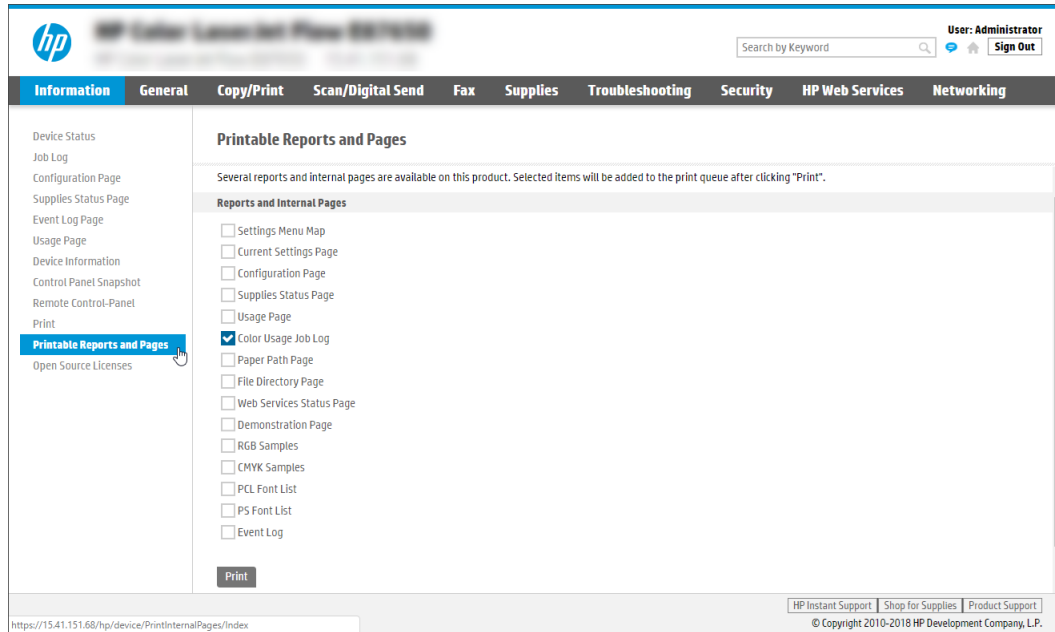 hp
User: Administrator
Search by Keyword
Sign Out
Information General Copy/Print Scan/Digital Send Fax Supplies Troubleshooting Security HP Web Services Networking
Device Status
Job Log
Configuration Page
Supplies Status Page
Event Log Page
Usage Page
Device Information
Control Panel Snapshot
Remote Control-Panel
Print
Printable Reports and Pages
Open Source Licenses
Printable Reports and Pages
Several reports and internal pages are available on this product. Selected items will be added to the print queue after clicking "Print".
Reports and Internal Pages
Settings Menu Map
Current Settings Page
Configuration Page
Supplies Status Page
Usage Page
Color Usage Job Log
Paper Path Page
File Directory Page
Web Services Status Page
Demonstration Page
RGB Samples
CMYK Samples
PCL Font List
PS Font List
Event Log
Print
HP Instant Support Shop for Supplies Product Support
https://15.41.151.68/hp/device/PrintInternalPages/Index
© Copyright 2010-2018 HP Development Company, L.P.